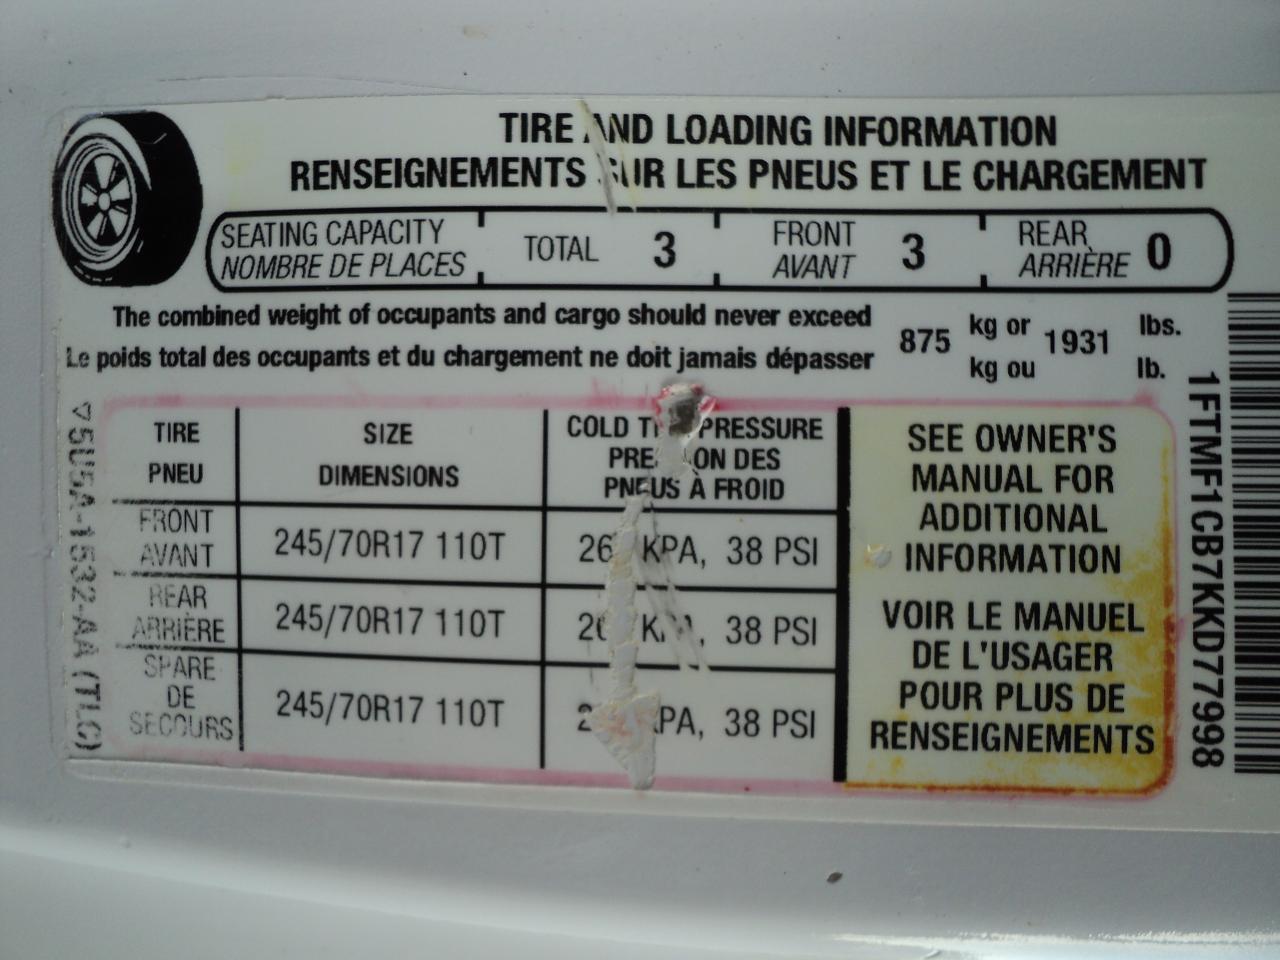 TIRE AND LOADING INFORMATION
RENSEIGNEMENTS SUR LES PNEUS ET LE CHARGEMENT
SEATING CAPACITY
NOMBRE DE PLACES
TOTAL 3
FRONT
AVANT
3
REAR
ARRIÈRE
0
The combined weight of occupants and cargo should never exceed
Le poids total des occupants et du chargement ne doit jamais dépasser
875 kg or 1931 lbs.
kg ou lb.
TIRE
PNEU
SIZE
DIMENSIONS
COLD PRESSURE
DES
PNEUS À FROID
FRONT
AVANT
245/70R17 110T
KPA, 38 PSI
REAR
ARRIÈRE
245/70R17 110T
38 PSI
SPARE
DE
SECOURS
245/70R17 110T
38 PSI
SEE OWNER'S
MANUAL FOR
ADDITIONAL
INFORMATION
VOIR LE MANUEL
DE L'USAGER
POUR PLUS DE
RENSEIGNEMENTS
5U5A-1532-AA (TLC)
1FTMF1CB7KKD77998